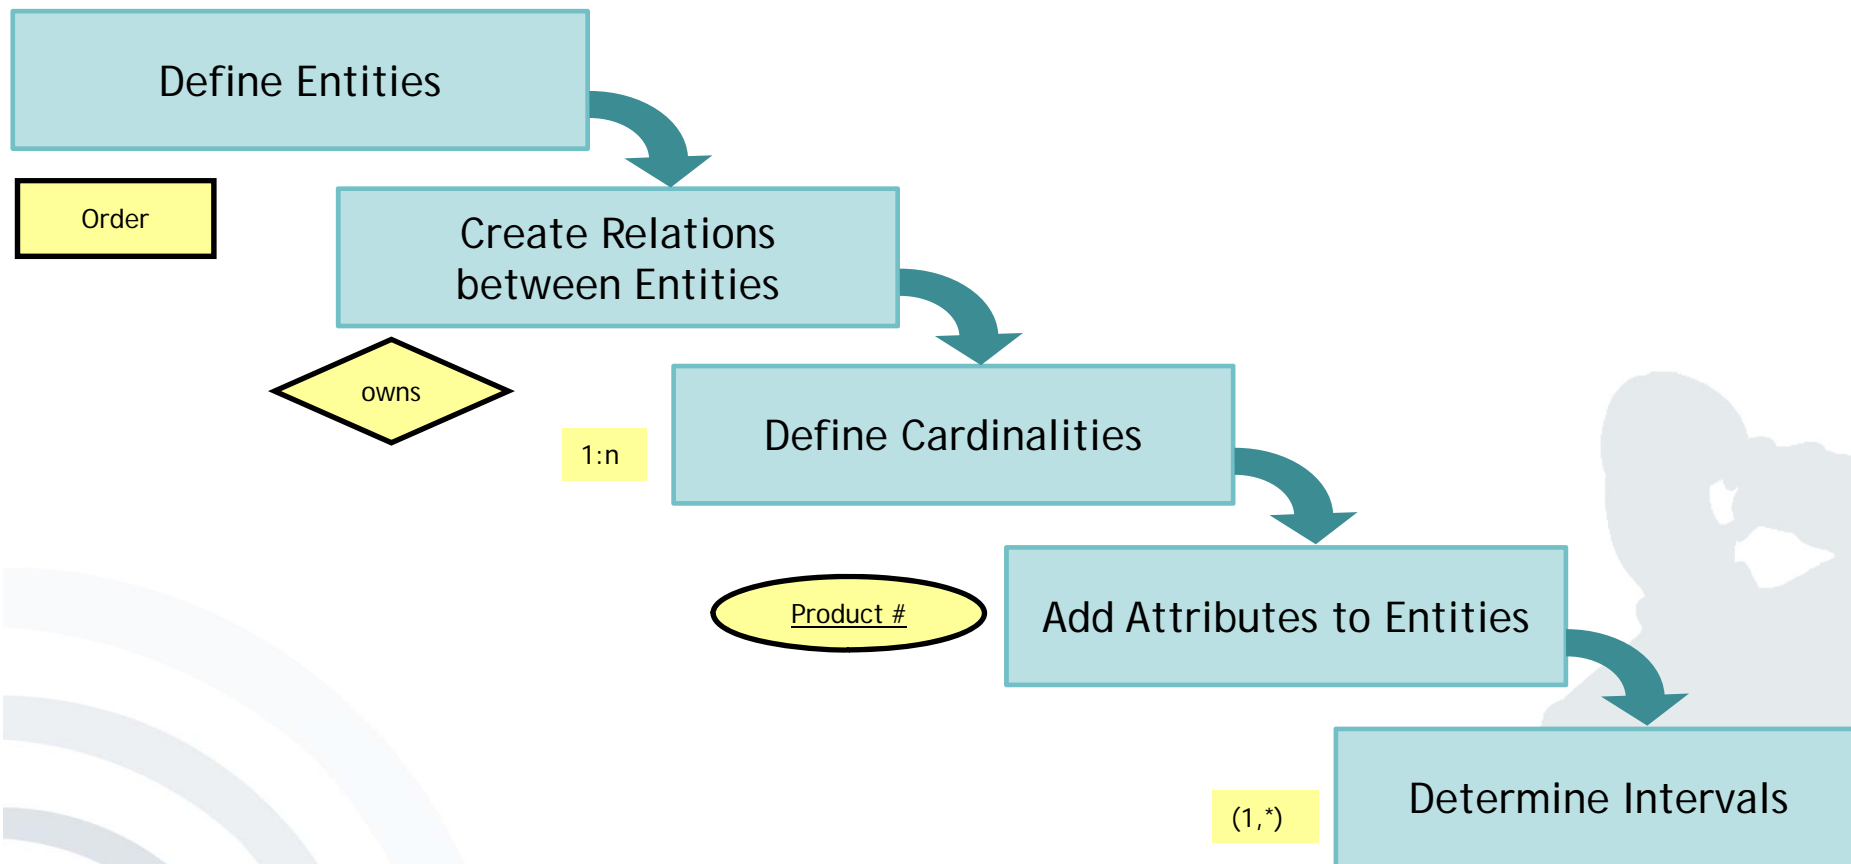 Define Entities
Order
Create Relations
between Entities
owns
1:n
Define Cardinalities
Product #
Add Attributes to Entities
(1,*)
Determine Intervals